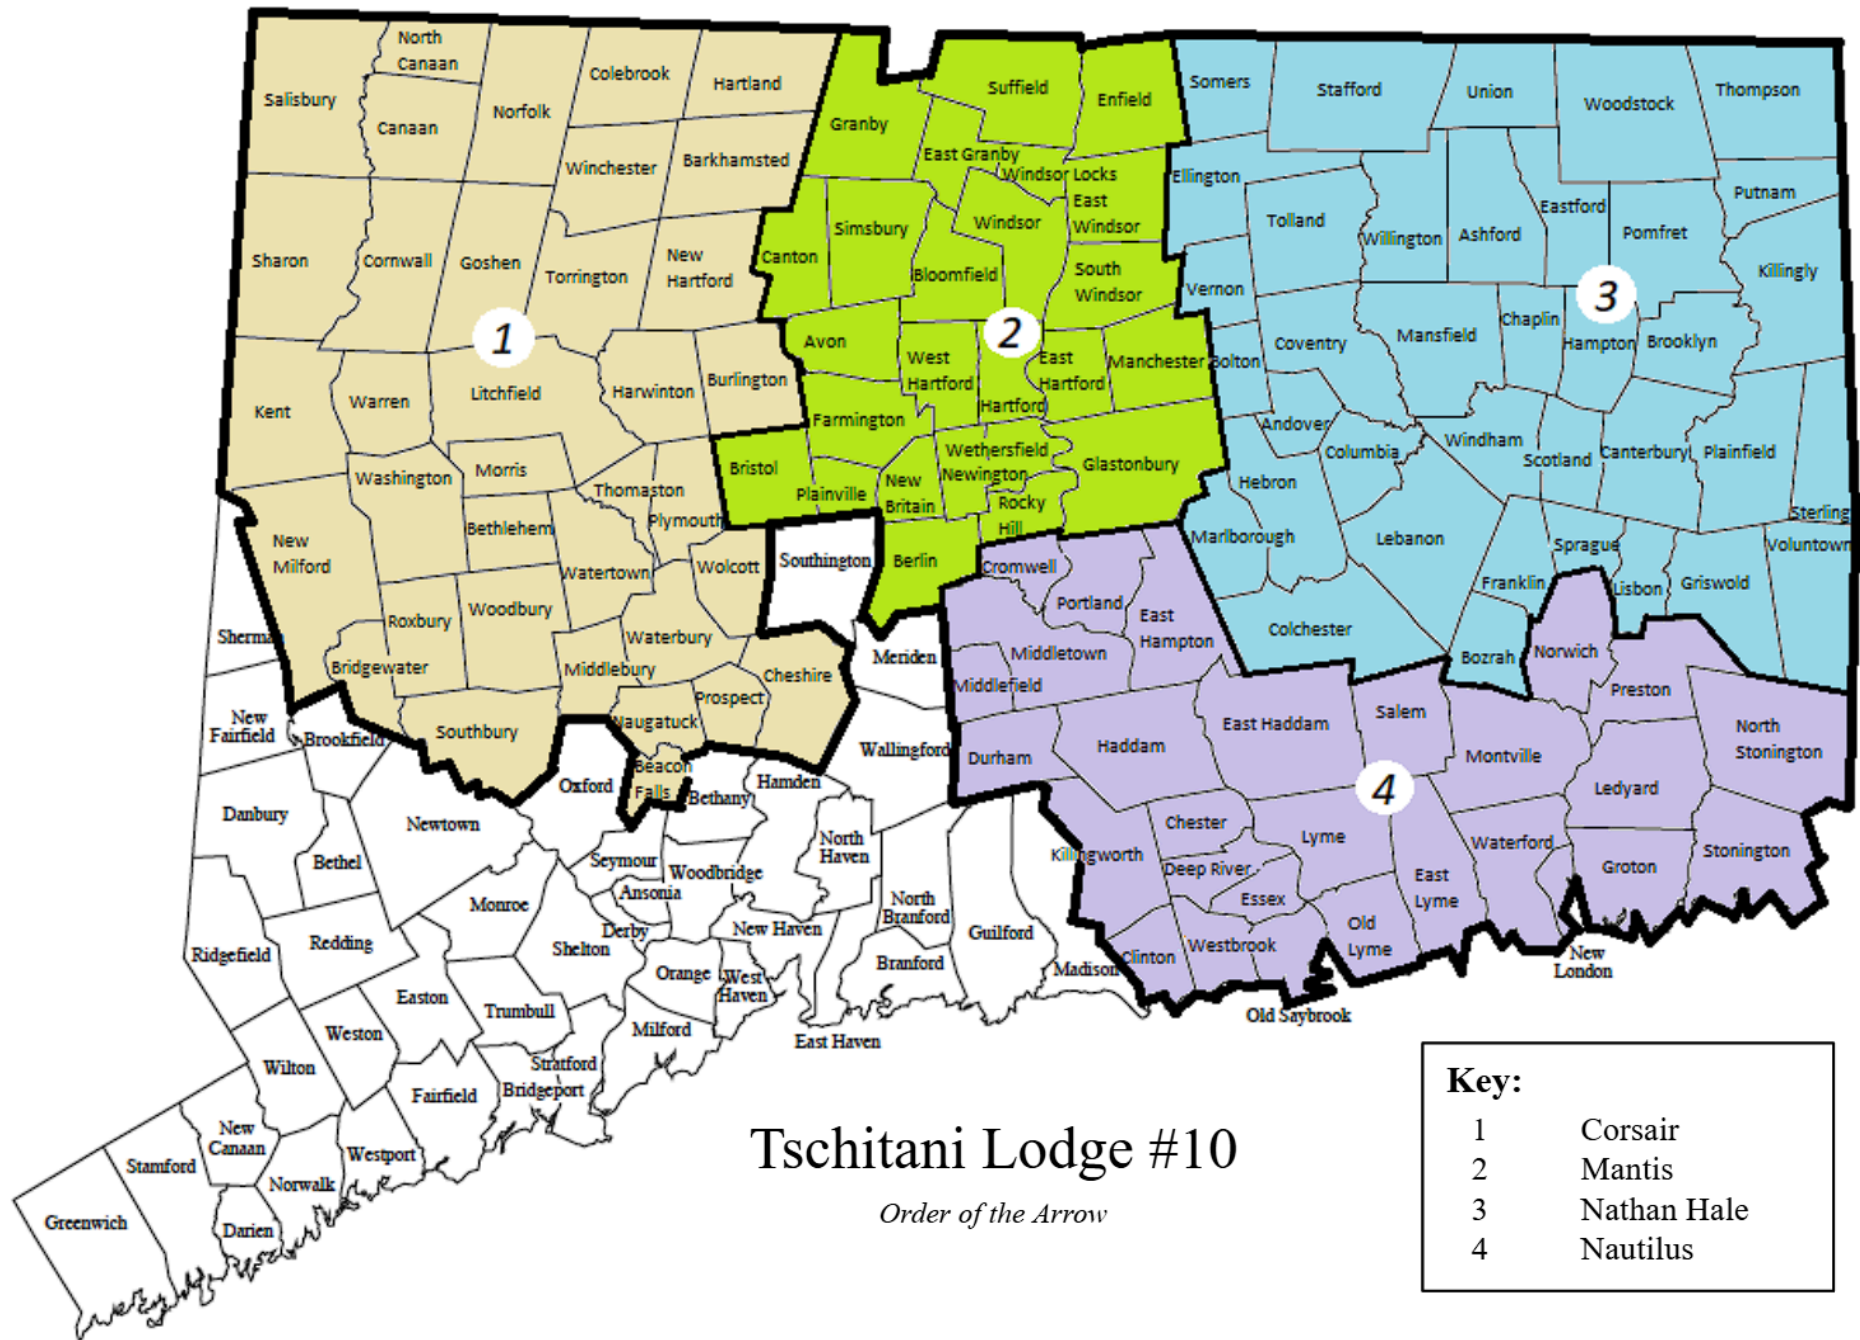 North
Canaan
Colebrook
Hartland
Salisbury
Canaan
Norfolk
Winchester
Barkhamsted
Sharon
Cornwall
Goshen
Torrington
New
Hartford
1
Kent
Warren
Litchfield
Harwinton
Burlington
Washington
Morris
Thomaston
Plymouth
Bethlehem
New
Milford
Watertown
Wolcott
Roxbury
Woodbury
Waterbury
Bridgewater
Middlebury
Cheshire
Prospect
Naugatuck
Southbury
Beacon
Falls
Granby
Suffield
Enfield
East Granby
Windsor Locks
East
Windsor
Windsor
Simsbury
Canton
Bloomfield
South
Windsor
2
Avon
West
Hartford
East
Hartford
Manchester
Hartford
Farmington
Wethersfield
Newington
Glastonbury
Bristol
Plainville
New
Britain
Rocky
Hill
Berlin
Somers
Stafford
Union
Woodstock
Thompson
Ellington
Tolland
Willington
Ashford
Eastford
Pomfret
Putnam
Killingly
Vernon
3
Bolton
Coventry
Mansfield
Chaplin
Hampton
Brooklyn
Andover
Columbia
Windham
Scotland
Canterbury
Plainfield
Hebron
Sterling
Marlborough
Lebanon
Sprague
Voluntown
Franklin
Lisbon
Griswold
Colchester
Bozrah
Cromwell
Portland
East
Hampton
Middletown
Middlefield
Norwich
Preston
Durham
Haddam
East Haddam
Salem
Montville
North
Stonington
4
Ledyard
Chester
Lyme
Waterford
Killingworth
Deep River
Groton
Stonington
Essex
East
Lyme
Old
Lyme
Clinton
Westbrook
New
London
Old Saybrook
Southington
Sherman
Meriden
New
Fairfield
Brookfield
Wallingford
Oxford
Bethany
Hamden
Danbury
Newtown
Bethel
North
Haven
Seymour
Woodbridge
Ansonia
Monroe
North
Branford
Derby
New Haven
Guilford
Redding
Shelton
Ridgefield
Branford
Madison
Orange
West
Haven
Easton
Trumbull
Weston
Milford
East Haven
Wilton
Stratford
Bridgeport
Fairfield
New
Canaan
Westport
Stamford
Norwalk
Greenwich
Darien
Tschitani Lodge #10
Order of the Arrow
Key:
1 Corsair
2 Mantis
3 Nathan Hale
4 Nautilus